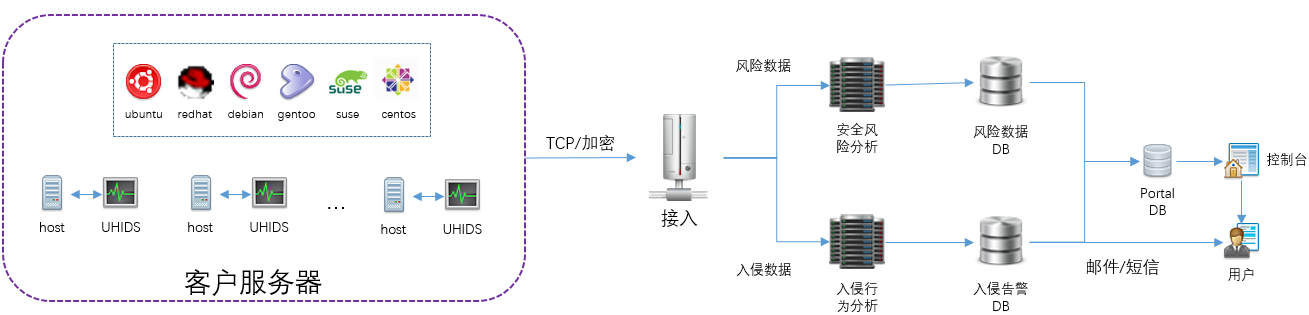 ubuntu
redhat
debian
gentoo
suse
SUSE
centos
host
UHIDS
host
UHIDS
...
host
UHIDS
客户服务器
TCP/加密
接入
风险数据
安全风
险分析
风险数据
DB
入侵数据
入侵行
为分析
入侵告警
DB
Portal
DB
控制台
邮件/短信
用户